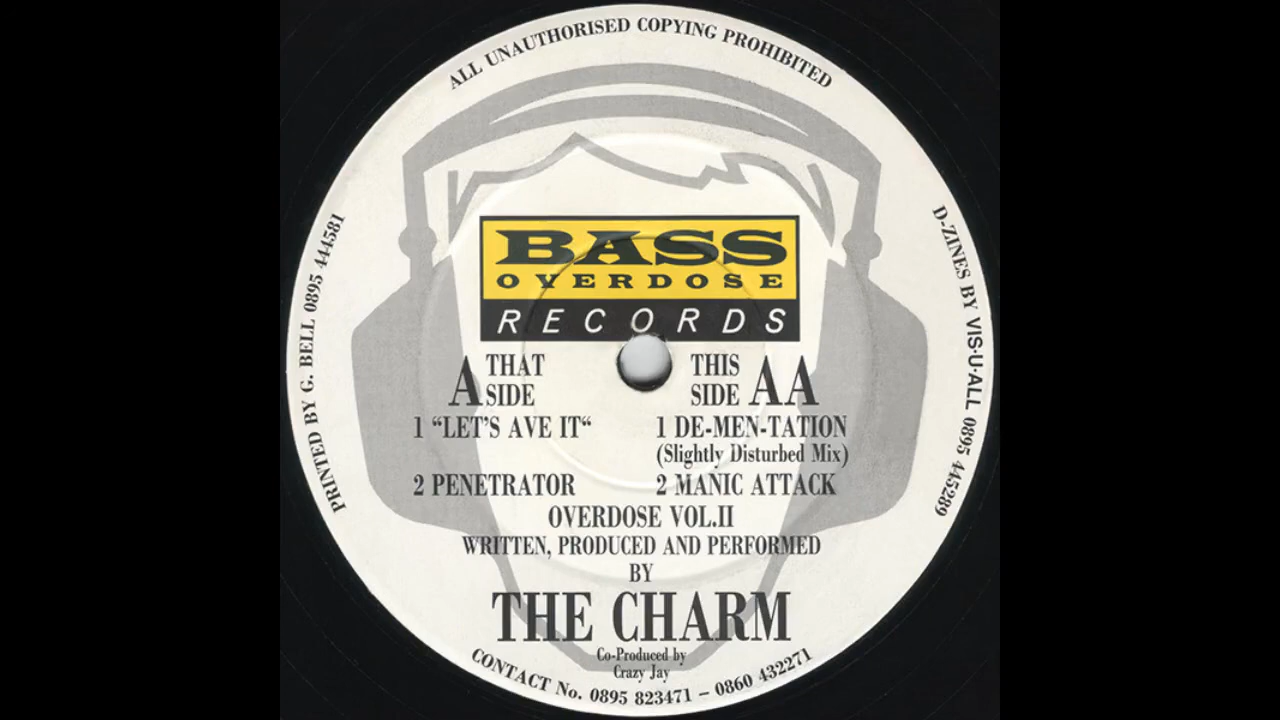 ALL UNAUTHORISED COPYING PROHIBITED
PRINTED BY G. BELL 0895 444581
D-ZINES BY VIS·U·ALL 0895 445289
BASS
OVERDOSE
RECORDS
A THAT SIDE
1 “LET'S AVE IT“
2 PENETRATOR
THIS SIDE AA
1 DE-MEN-TATION
(Slightly Disturbed Mix)
2 MANIC ATTACK
OVERDOSE VOL.II
WRITTEN, PRODUCED AND PERFORMED
BY
THE CHARM
Co-Produced by
Crazy Jay
CONTACT No. 0895 823471 – 0860 432271